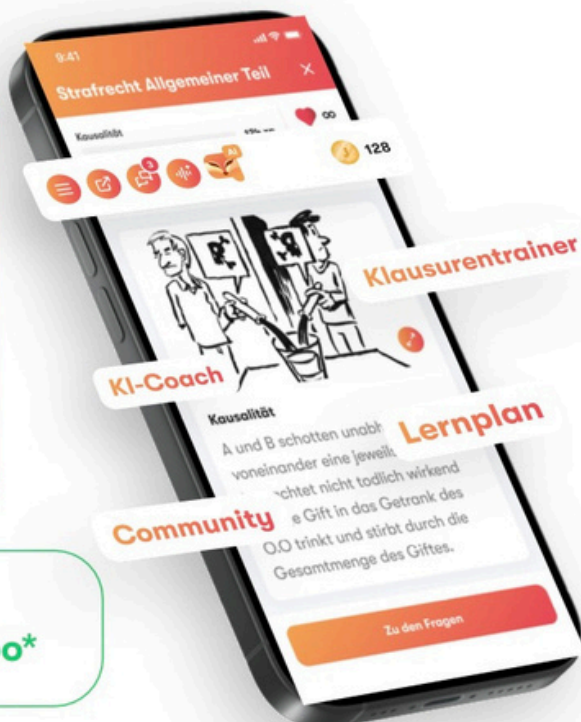 9:41
Strafrecht Allgemeiner Teil
Kausalität
∞
3
AI
128
Klausurentrainer
KI-Coach
Kausalität
A und B schotten unabh
Lernplan
voneinander eine jeweil
chtet nicht todlich wirkend
Community
e Gift in das Getrank des
O.O trinkt und stirbt durch die
Gesamtmenge des Giftes.
Zu den Fragen
o*